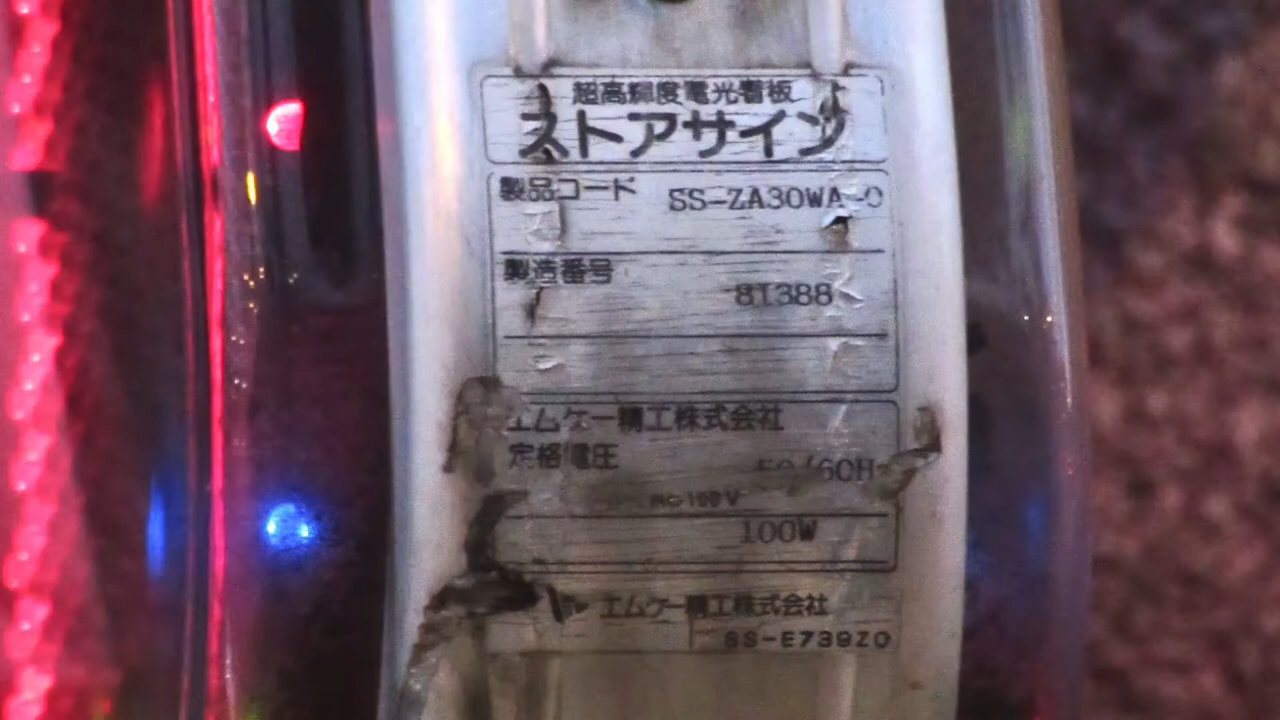 超高輝度電光看板
ストアサイン
製品コード SS-ZA30WA-0
製造番号
8I388
エムケー精工株式会社
定格電圧 50/60H
AC100V
100W
エムケー精工株式会社
SS-E739Z0